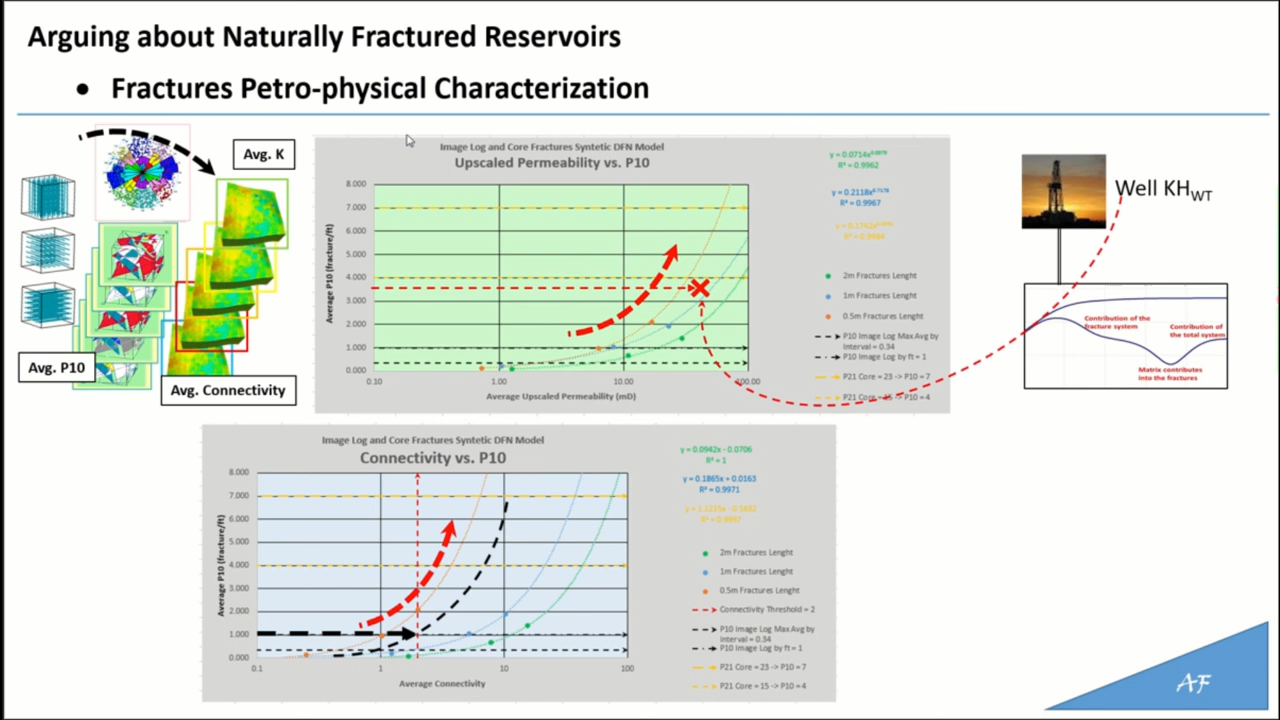 Arguing about Naturally Fractured Reservoirs
• Fractures Petro-physical Characterization
Avg. K
Avg. P10
Avg. Connectivity
Image Log and Core Fractures Syntetic DFN Model
Upscaled Permeability vs. P10
Average P10 (fracture/ft)
8.000
7.000
6.000
5.000
4.000
3.000
2.000
1.000
0.000
0.10
1.00
10.00
100.00
Average Upscaled Permeability (mD)
R² = 0.9962
R² = 0.9967
2m Fractures Lenght
1m Fractures Lenght
0.5m Fractures Lenght
P10 Image Log Max Avg by
Interval = 0.34
P10 Image Log by ft = 1
P21 Core = 23 -> P10 = 7
P21 Core = 15 -> P10 = 4
Well KHWT
Contribution of the
fracture system
Contribution of
the total system
Matrix contributes
into the fractures
Image Log and Core Fractures Syntetic DFN Model
Connectivity vs. P10
Average P10 (fracture/ft)
8.000
7.000
6.000
5.000
4.000
3.000
2.000
1.000
0.000
0.1
1
10
100
Average Connectivity
y = 0.0942x - 0.0706
R² = 1
y = 0.1865x + 0.0163
R² = 0.9971
2m Fractures Lenght
1m Fractures Lenght
0.5m Fractures Lenght
Connectivity Threshold = 2
P10 Image Log Max Avg by
Interval = 0.34
P10 Image Log by ft = 1
P21 Core = 23 -> P10 = 7
P21 Core = 15 -> P10 = 4
AF